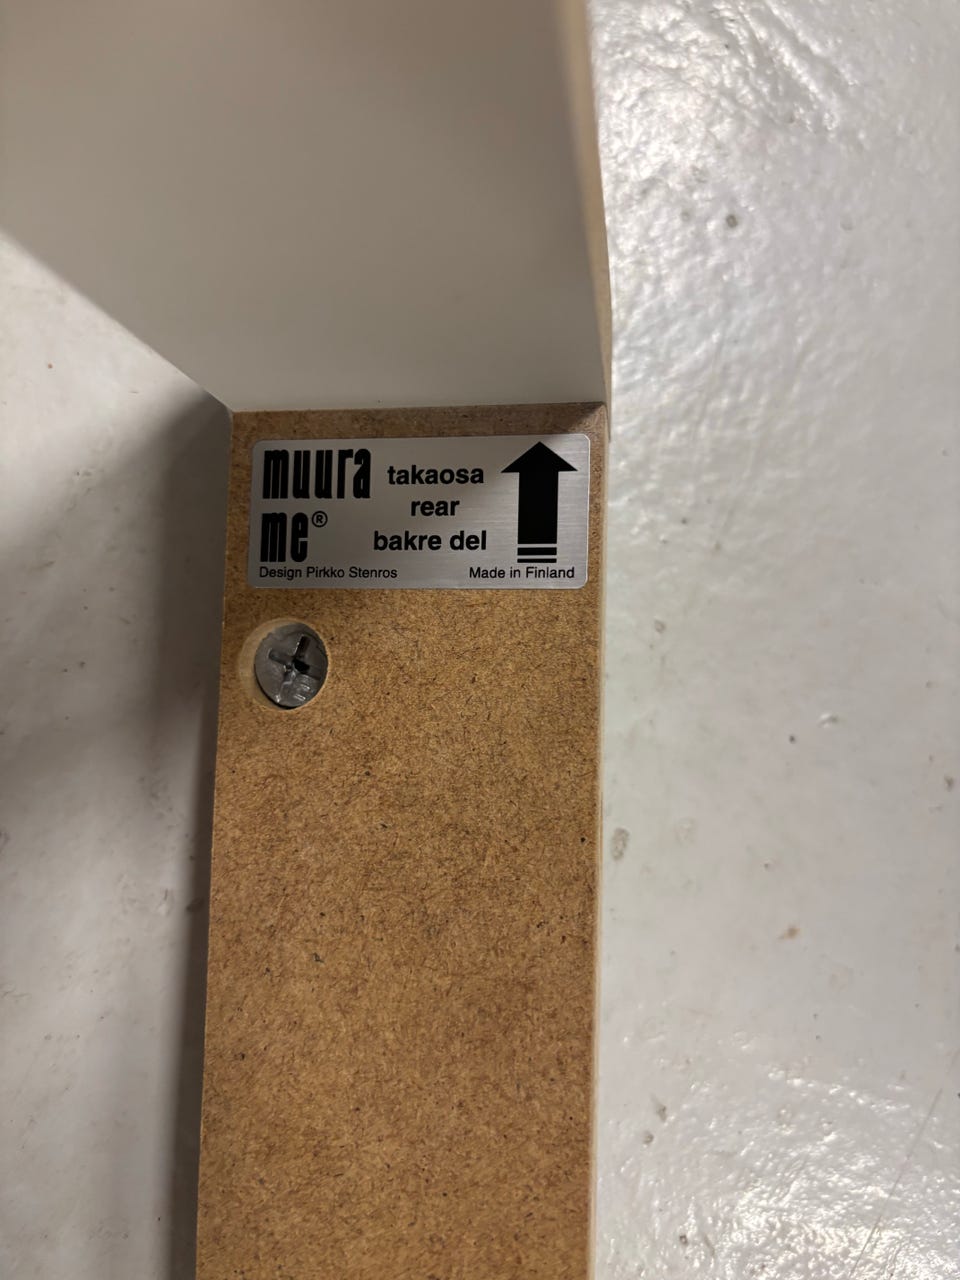 muura
me®
takaosa
rear
bakre del
Design Pirkko Stenros
Made in Finland